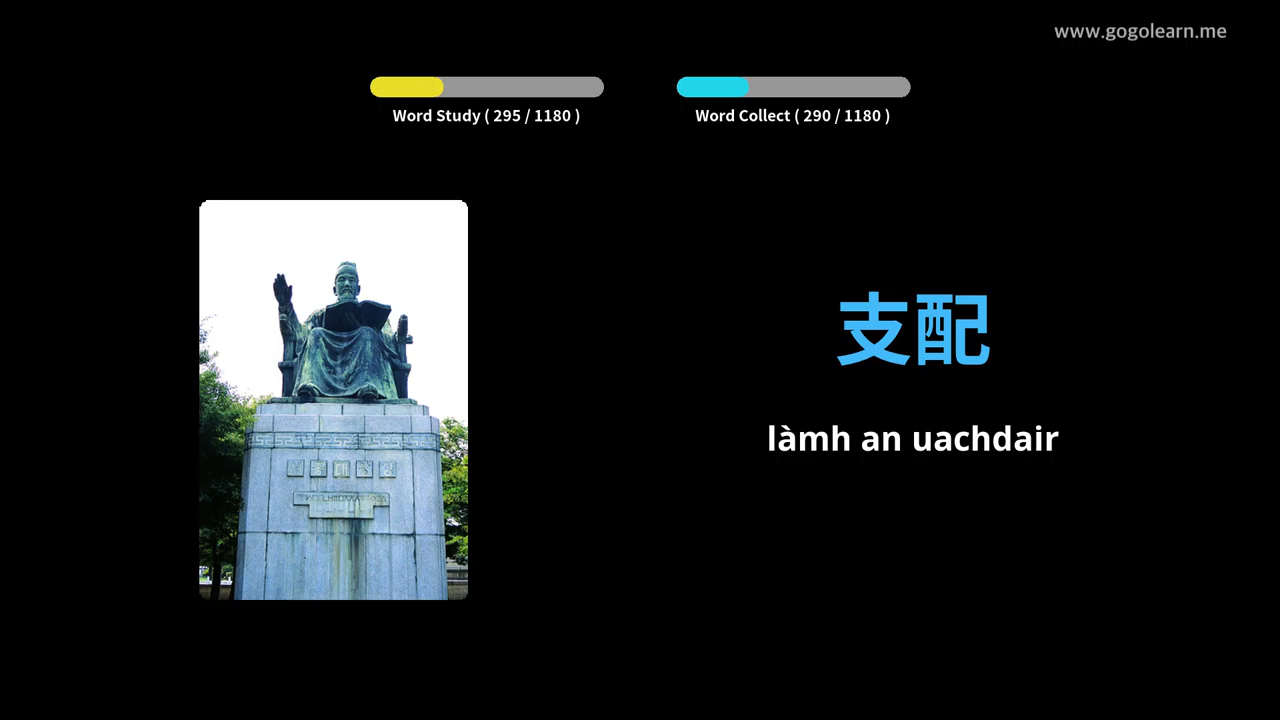 www.gogolearn.me
Word Study ( 295 / 1180 )
Word Collect ( 290 / 1180 )
支配
làmh an uachdair